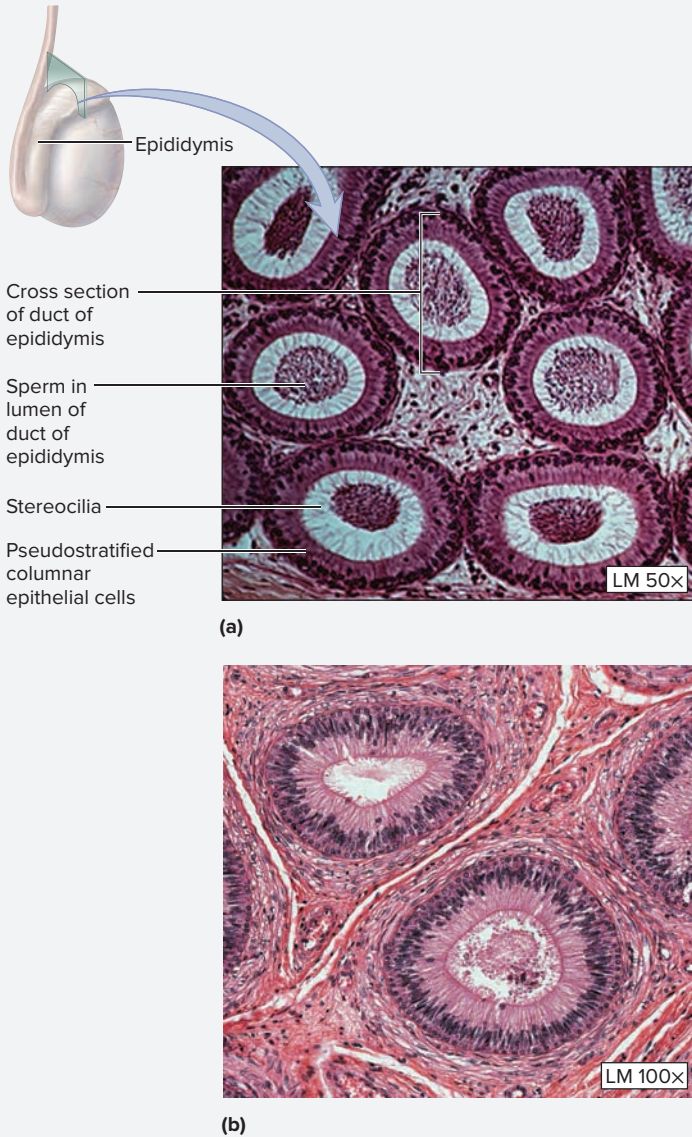 Epididymis
Cross section
of duct of
epididymis
Sperm in
lumen of
duct of
epididymis
Stereocilia
Pseudostratified
columnar
epithelial cells
LM 50×
(a)
LM 100×
(b)